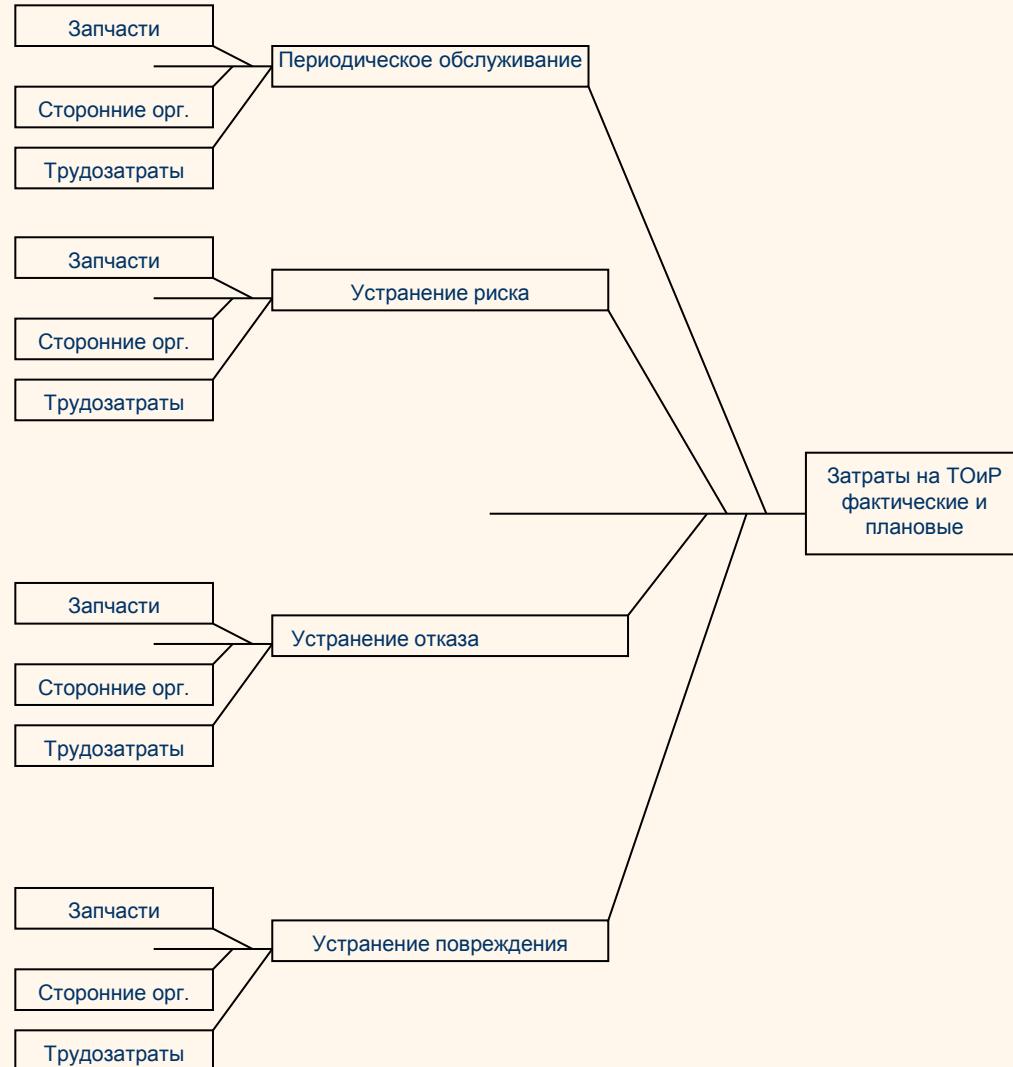 Запчасти
Периодическое обслуживание
Сторонние орг.
Трудозатраты
Запчасти
Устранение риска
Сторонние орг.
Трудозатраты
Затраты на ТОиР
фактические и
плановые
Запчасти
Устранение отказа
Сторонние орг.
Трудозатраты
Запчасти
Устранение повреждения
Сторонние орг.
Трудозатраты